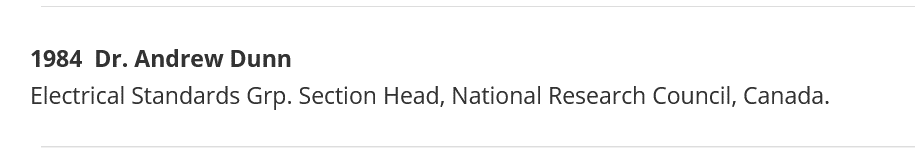 1984  Dr. Andrew Dunn
Electrical Standards Grp. Section Head, National Research Council, Canada.